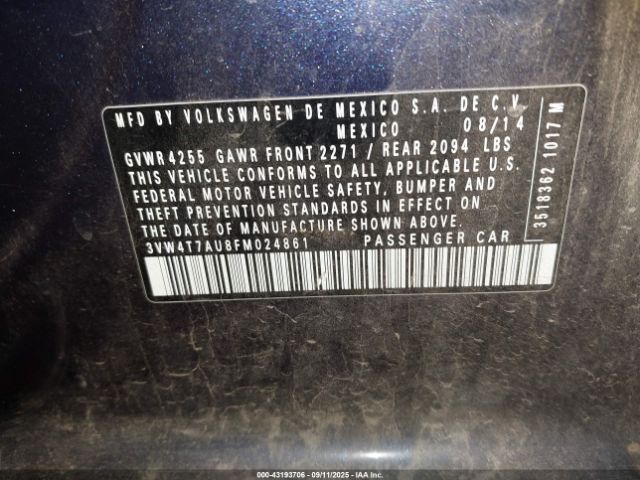 MFD BY VOLKSWAGEN DE MEXICO S.A. DE C.V.
MEXICO 08/14
GVWR 4255 GAWR FRONT 2271 / REAR 2094 LBS
THIS VEHICLE CONFORMS TO ALL APPLICABLE U.S.
FEDERAL MOTOR VEHICLE SAFETY, BUMPER AND
THEFT PREVENTION STANDARDS IN EFFECT ON
THE DATE OF MANUFACTURE SHOWN ABOVE.
3VW4T7AU8FM024861 PASSENGER CAR
3518362 1017 M
000-43193706 - 09/11/2025 - IAA Inc.